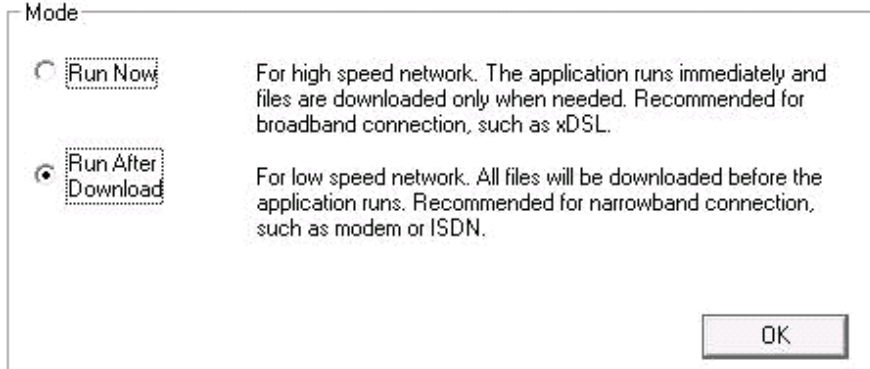 Mode
Run Now
For high speed network. The application runs immediately and
files are downloaded only when needed. Recommended for
broadband connection, such as xDSL.
Run After
Download
For low speed network. All files will be downloaded before the
application runs. Recommended for narrowband connection,
such as modem or ISDN.
OK